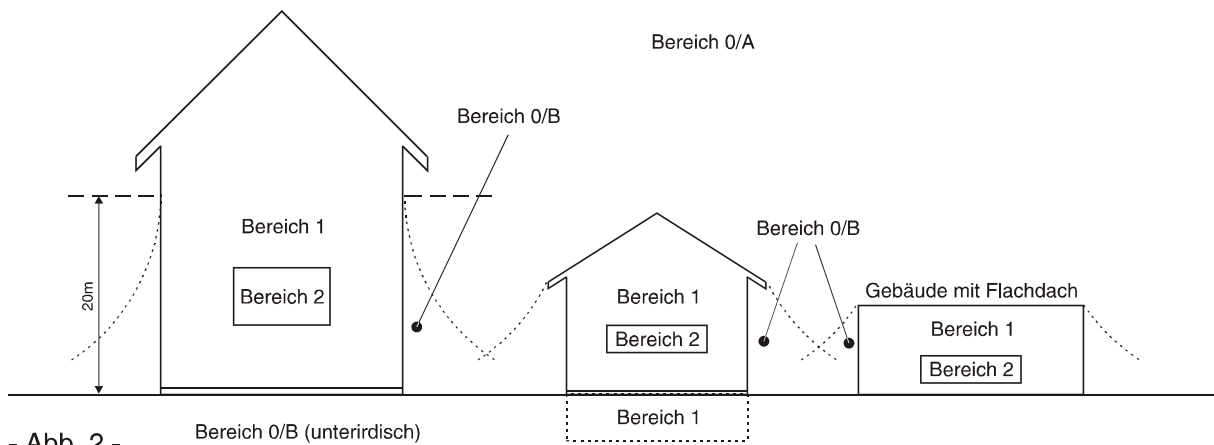 Bereich 0/A
Bereich 0/B
Bereich 1
Bereich 2
20m
Bereich 0/B
Bereich 1
Bereich 2
Gebäude mit Flachdach
Bereich 1
Bereich 2
Bereich 1
Bereich 0/B (unterirdisch)
- Abb. 2 -